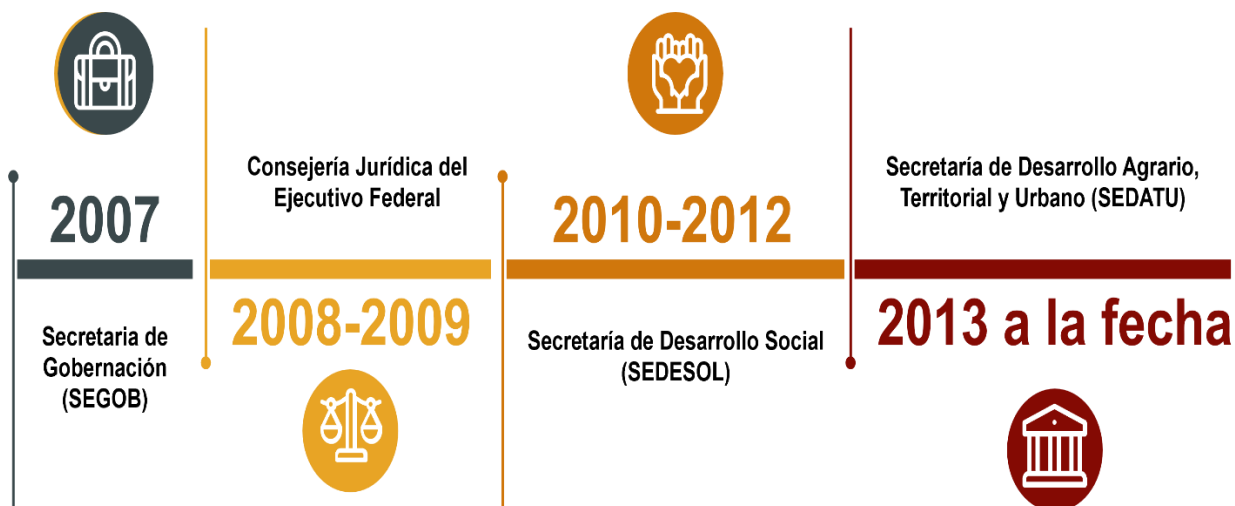 2007
Secretaria de
Gobernación
(SEGOB)
Consejería Jurídica del
Ejecutivo Federal
2008-2009
2010-2012
Secretaría de Desarrollo Social
(SEDESOL)
Secretaría de Desarrollo Agrario,
Territorial y Urbano (SEDATU)
2013 a la fecha